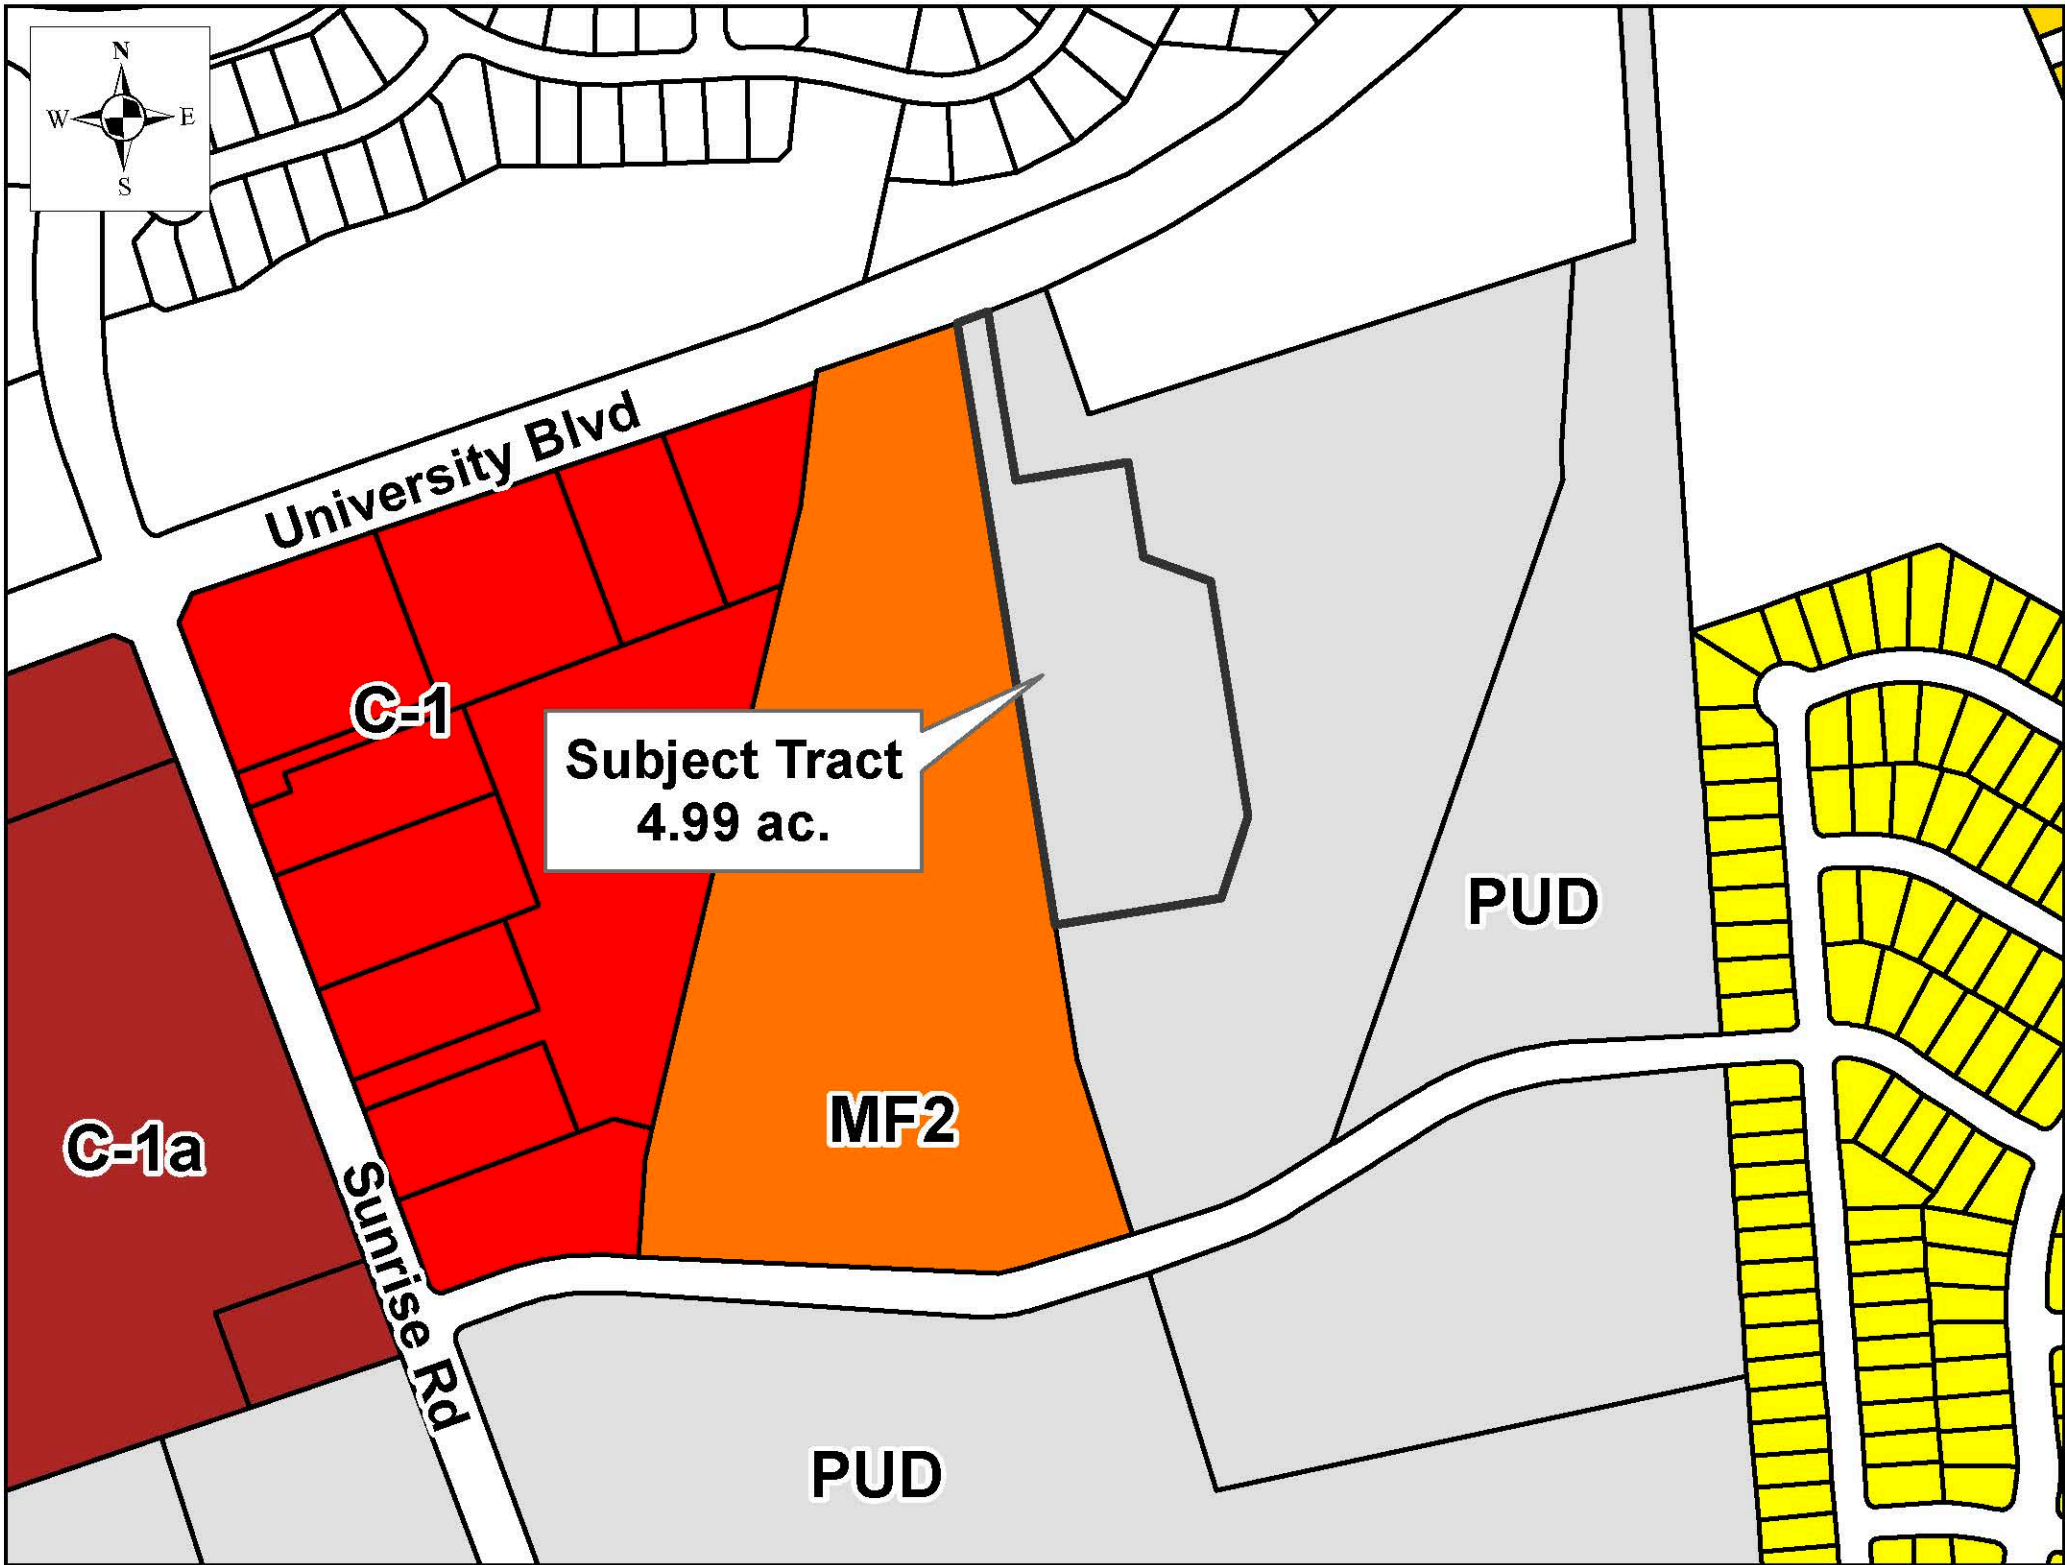 N
W E
S
University Blvd
C-1
Subject Tract
4.99 ac.
PUD
MF2
C-1a
Sunrise Rd
PUD